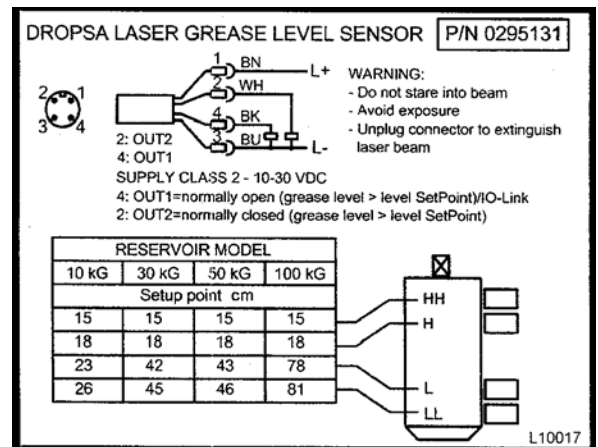 DROPSA LASER GREASE LEVEL SENSOR
P/N 0295131
1 BN
L+
2 WH
4 BK
3 BU
L-
2 1
3 4
2: OUT2
4: OUT1
WARNING:
- Do not stare into beam
- Avoid exposure
- Unplug connector to extinguish
laser beam
SUPPLY CLASS 2 - 10-30 VDC
4: OUT1=normally open (grease level > level SetPoint)/IO-Link
2: OUT2=normally closed (grease level > level SetPoint)
RESERVOIR MODEL
10 kG 30 kG 50 kG 100 kG
Setup point cm
15 15 15 15
18 18 18 18
23 42 43 78
26 45 46 81
HH
H
L
LL
L10017